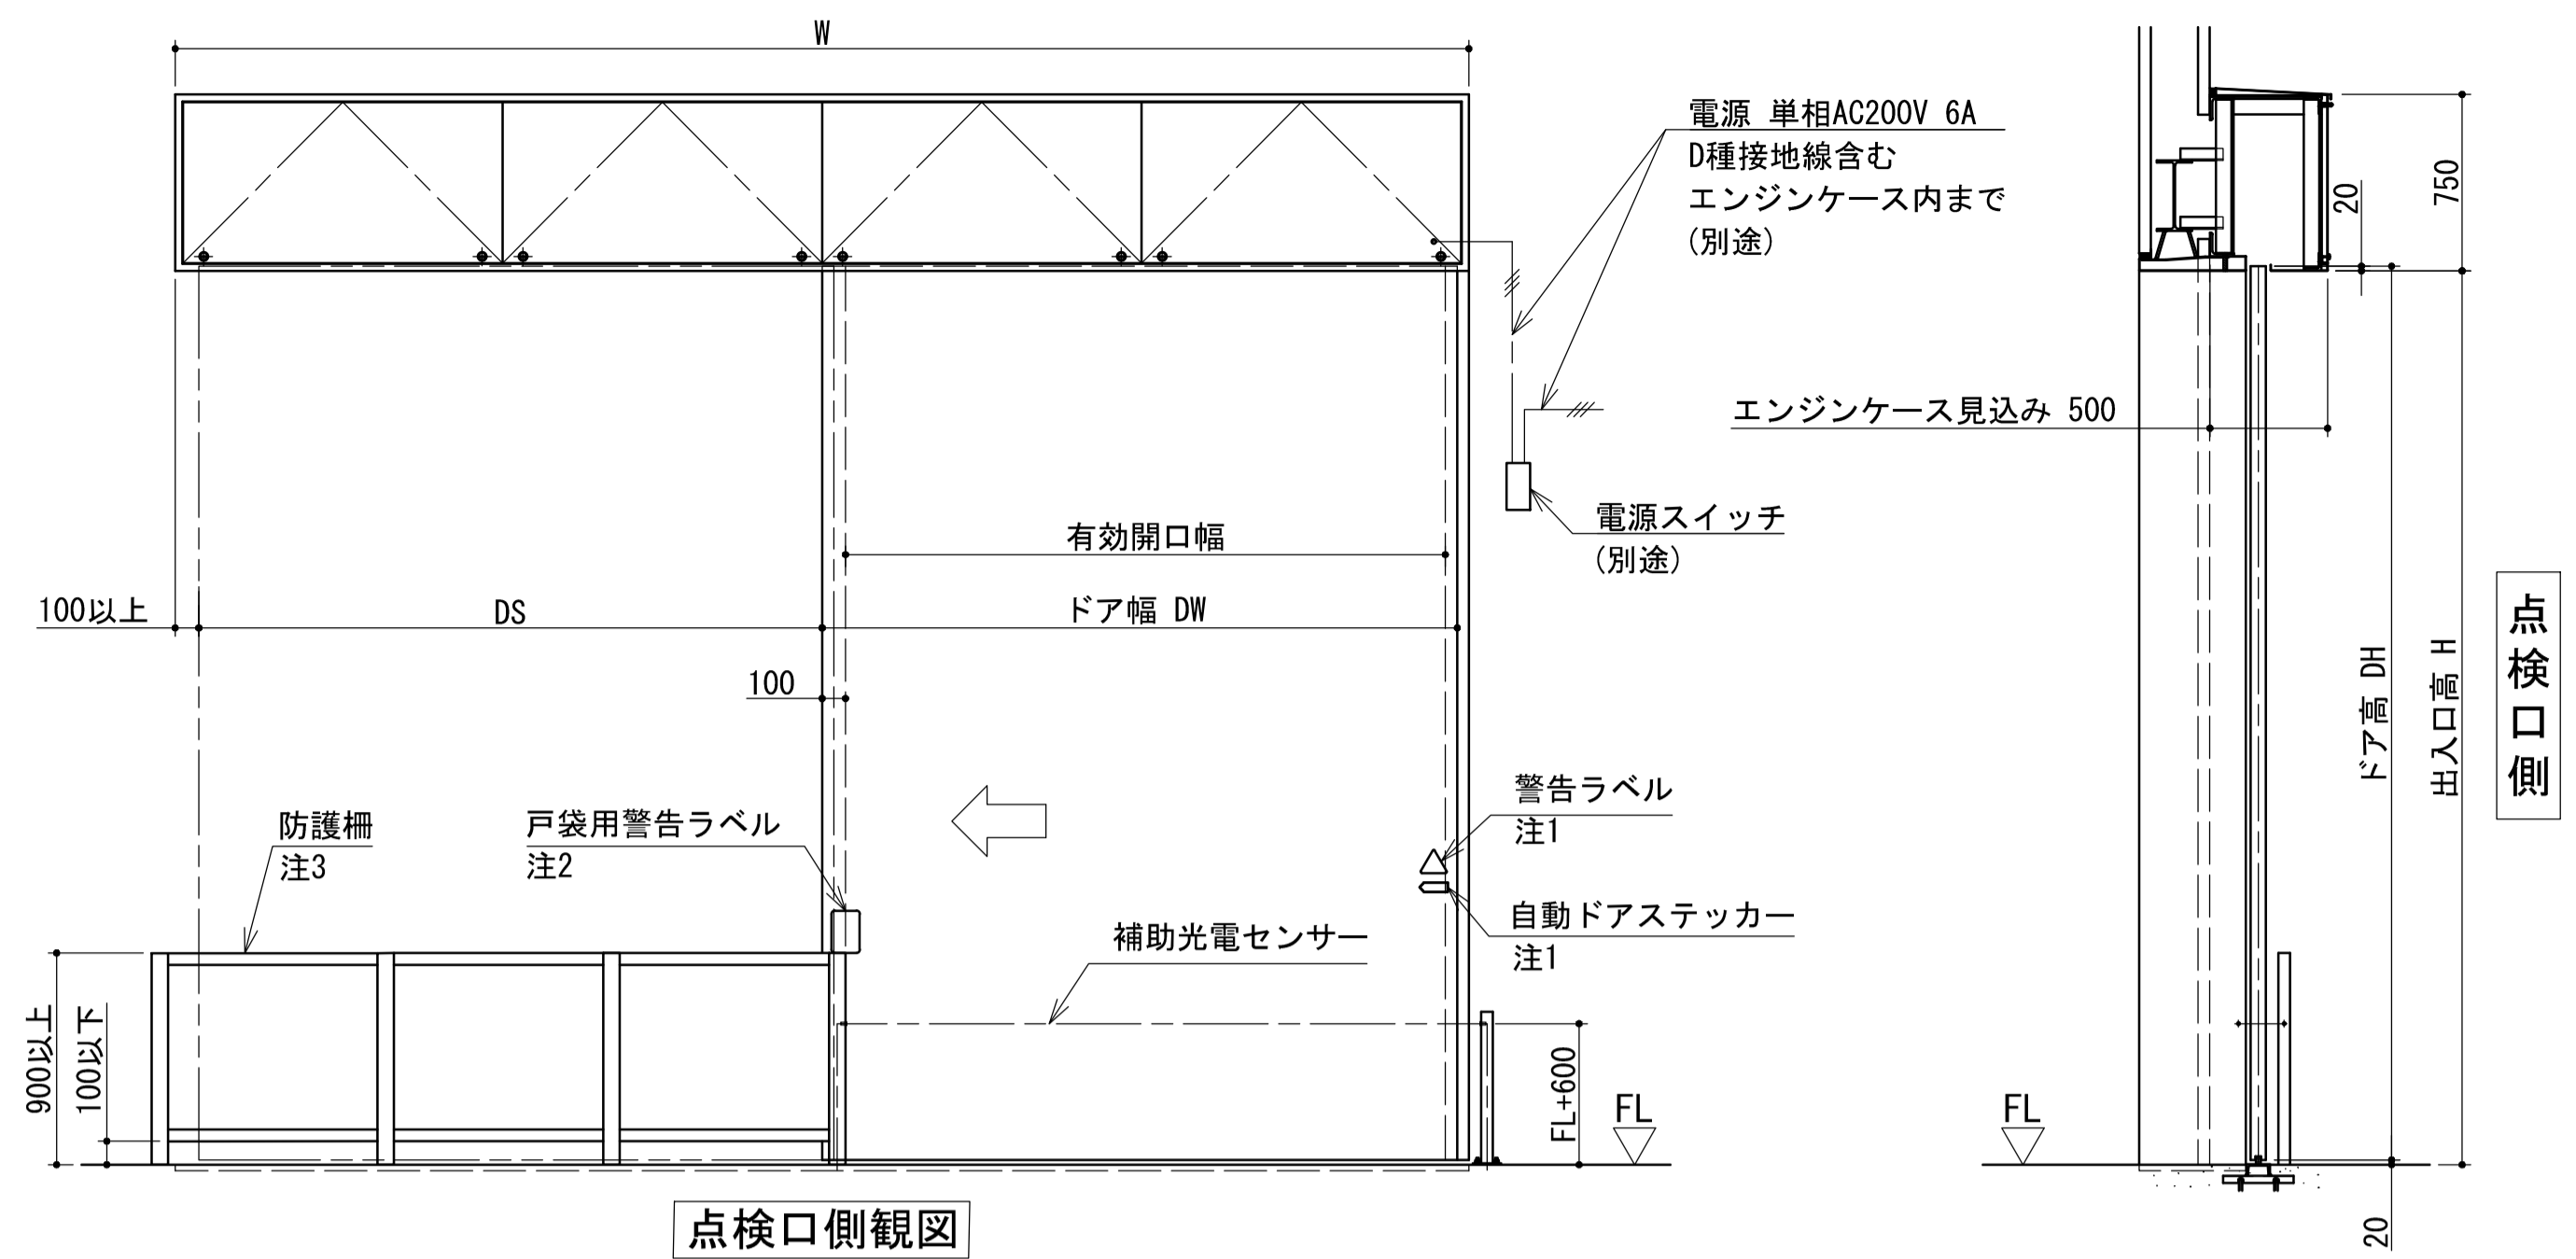 W
電源 単相AC200V 6A
D種接地線含む
エンジンケース内まで
(別途)
750
20
エンジンケース見込み 500
電源スイッチ
(別途)
有効開口幅
100以上
DS
ドア幅 DW
100
点検口側
ドア高 DH
出入口高 H
警告ラベル
注1
防護柵
注3
戸袋用警告ラベル
注2
自動ドアステッカー
注1
補助光電センサー
900以上
100以下
FL+600
FL
FL
20
点検口側観図